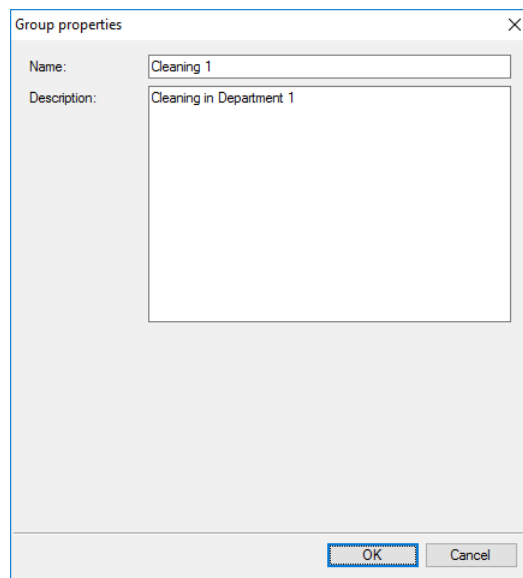 Group properties
Name: Cleaning 1
Description: Cleaning in Department 1
OK Cancel